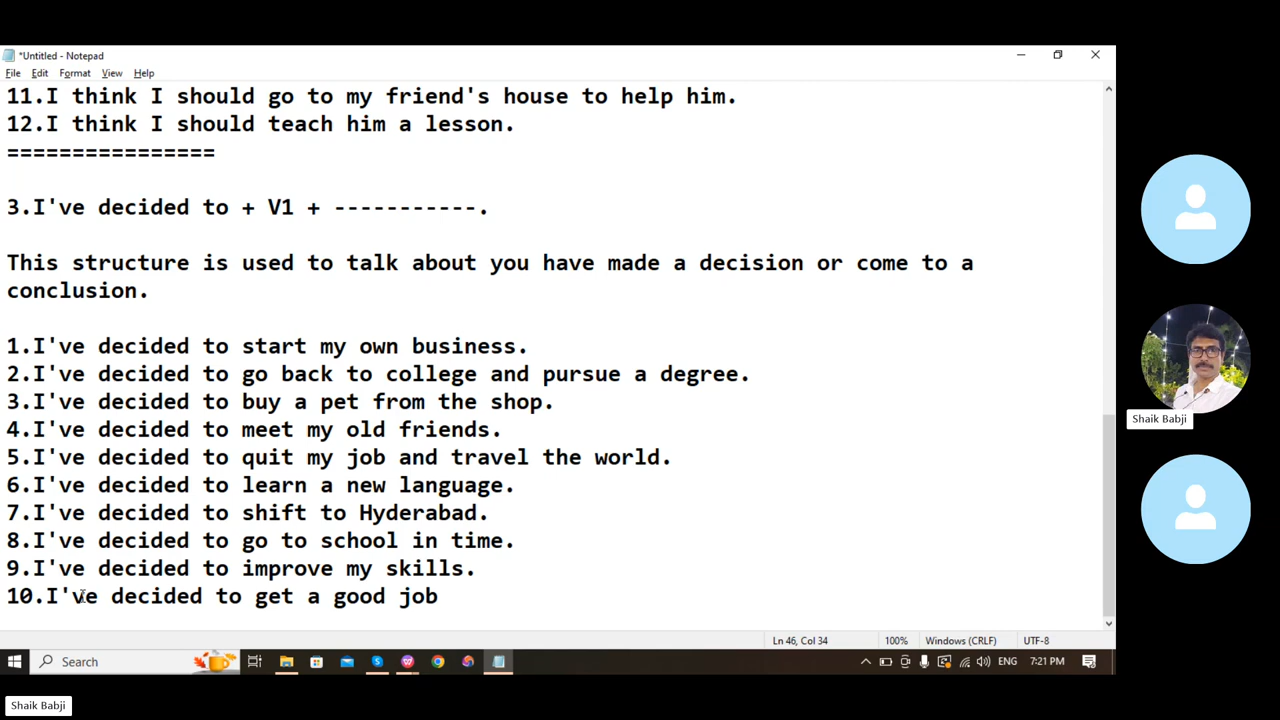 *Untitled - Notepad
File Edit Format View Help
11.I think I should go to my friend's house to help him.
12.I think I should teach him a lesson.
================
3.I've decided to + V1 + -----------.
This structure is used to talk about you have made a decision or come to a
conclusion.
1.I've decided to start my own business.
2.I've decided to go back to college and pursue a degree.
3.I've decided to buy a pet from the shop.
4.I've decided to meet my old friends.
5.I've decided to quit my job and travel the world.
6.I've decided to learn a new language.
7.I've decided to shift to Hyderabad.
8.I've decided to go to school in time.
9.I've decided to improve my skills.
10.I've decided to get a good job
Shaik Babji
Ln 46, Col 34 100% Windows (CRLF) UTF-8
Search ENG 7:21 PM
Shaik Babji